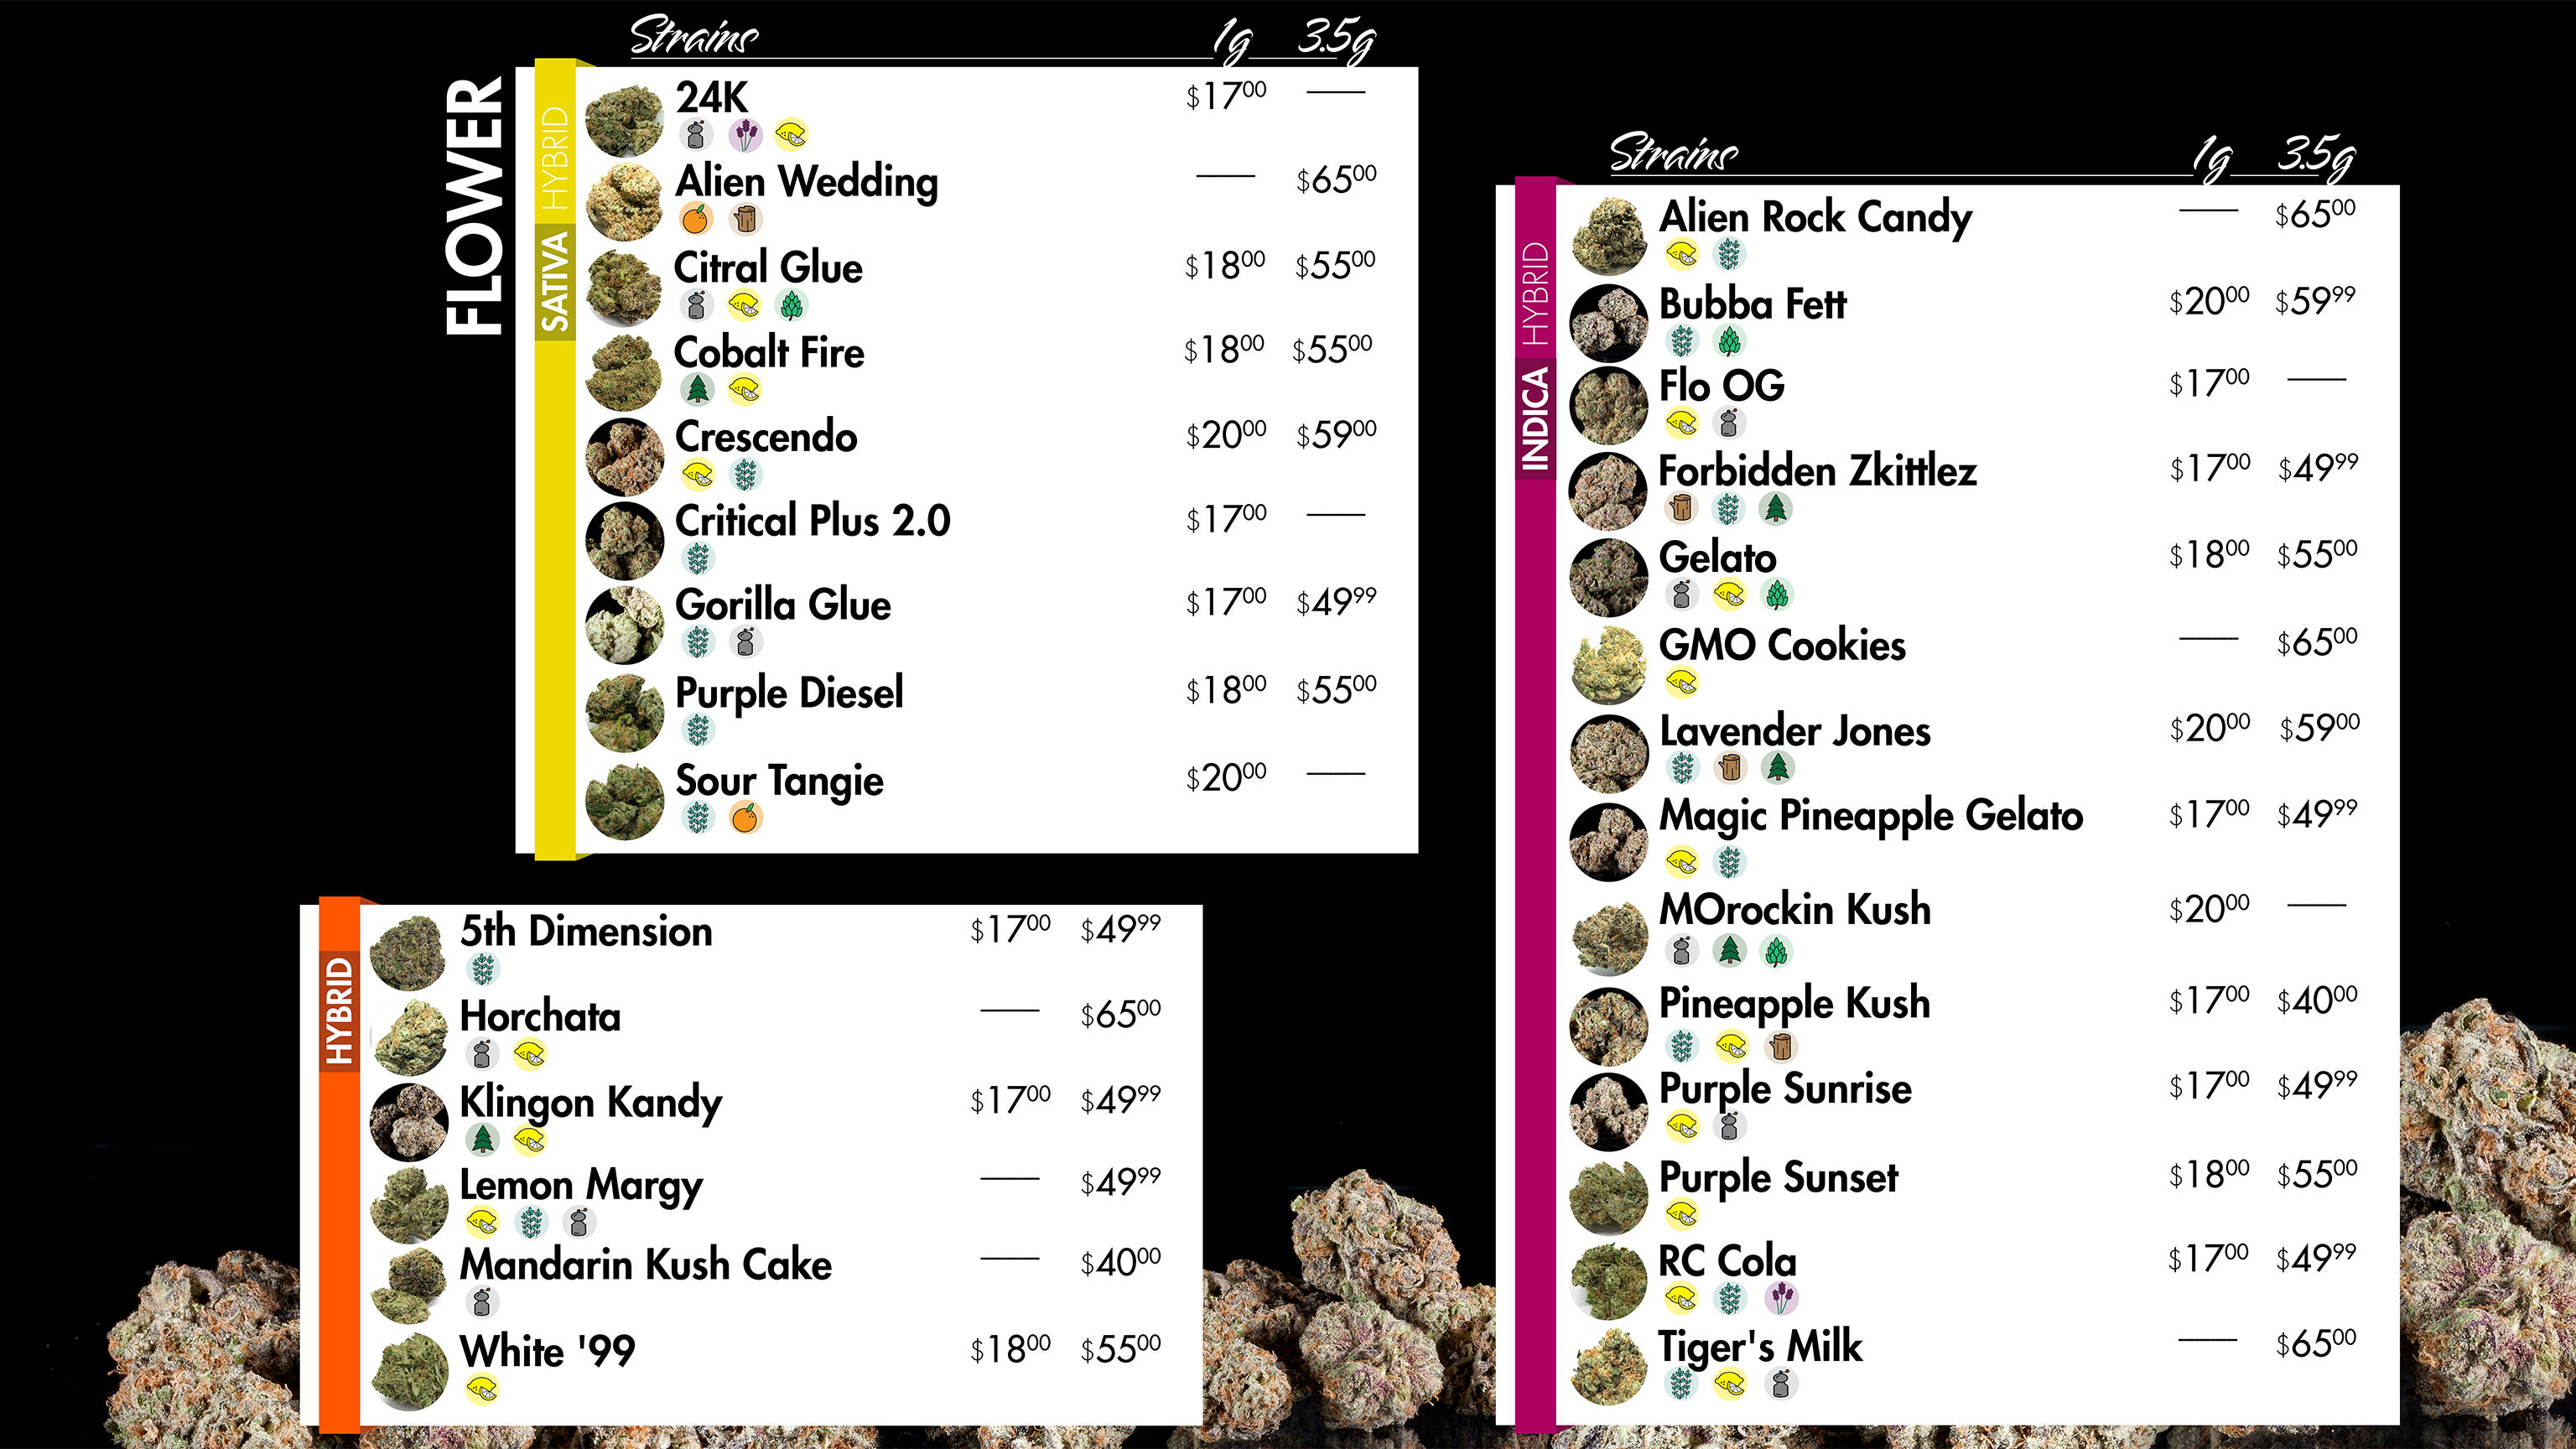 FLOWER
Strains 1g 3.5g
SATIVA HYBRID
24K $17⁰⁰ —
Alien Wedding — $65⁰⁰
Citral Glue $18⁰⁰ $55⁰⁰
Cobalt Fire $18⁰⁰ $55⁰⁰
Crescendo $20⁰⁰ $59⁰⁰
Critical Plus 2.0 $17⁰⁰ —
Gorilla Glue $17⁰⁰ $49⁹⁹
Purple Diesel $18⁰⁰ $55⁰⁰
Sour Tangie $20⁰⁰ —
HYBRID
5th Dimension $17⁰⁰ $49⁹⁹
Horchata — $65⁰⁰
Klingon Kandy $17⁰⁰ $49⁹⁹
Lemon Margy — $49⁹⁹
Mandarin Kush Cake — $40⁰⁰
White '99 $18⁰⁰ $55⁰⁰
Strains 1g 3.5g
INDICA HYBRID
Alien Rock Candy — $65⁰⁰
Bubba Fett $20⁰⁰ $59⁹⁹
Flo OG $17⁰⁰ —
Forbidden Zkittlez $17⁰⁰ $49⁹⁹
Gelato $18⁰⁰ $55⁰⁰
GMO Cookies — $65⁰⁰
Lavender Jones $20⁰⁰ $59⁰⁰
Magic Pineapple Gelato $17⁰⁰ $49⁹⁹
MOrockin Kush $20⁰⁰ —
Pineapple Kush $17⁰⁰ $40⁰⁰
Purple Sunrise $17⁰⁰ $49⁹⁹
Purple Sunset $18⁰⁰ $55⁰⁰
RC Cola $17⁰⁰ $49⁹⁹
Tiger's Milk — $65⁰⁰